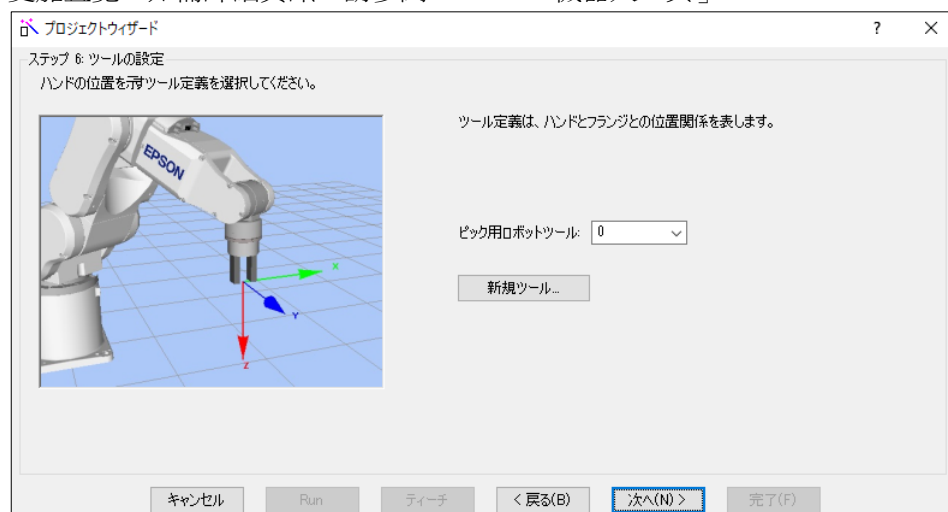 プロジェクトウィザード
?
ステップ 6: ツールの設定
ハンドの位置を示すツール定義を選択してください。
EPSON
X
Y
Z
ツール定義は、ハンドとフランジとの位置関係を表します。
ピック用ロボットツール: 0
新規ツール...
キャンセル Run ティーチ < 戻る(B) 次へ(N) > 完了(F)